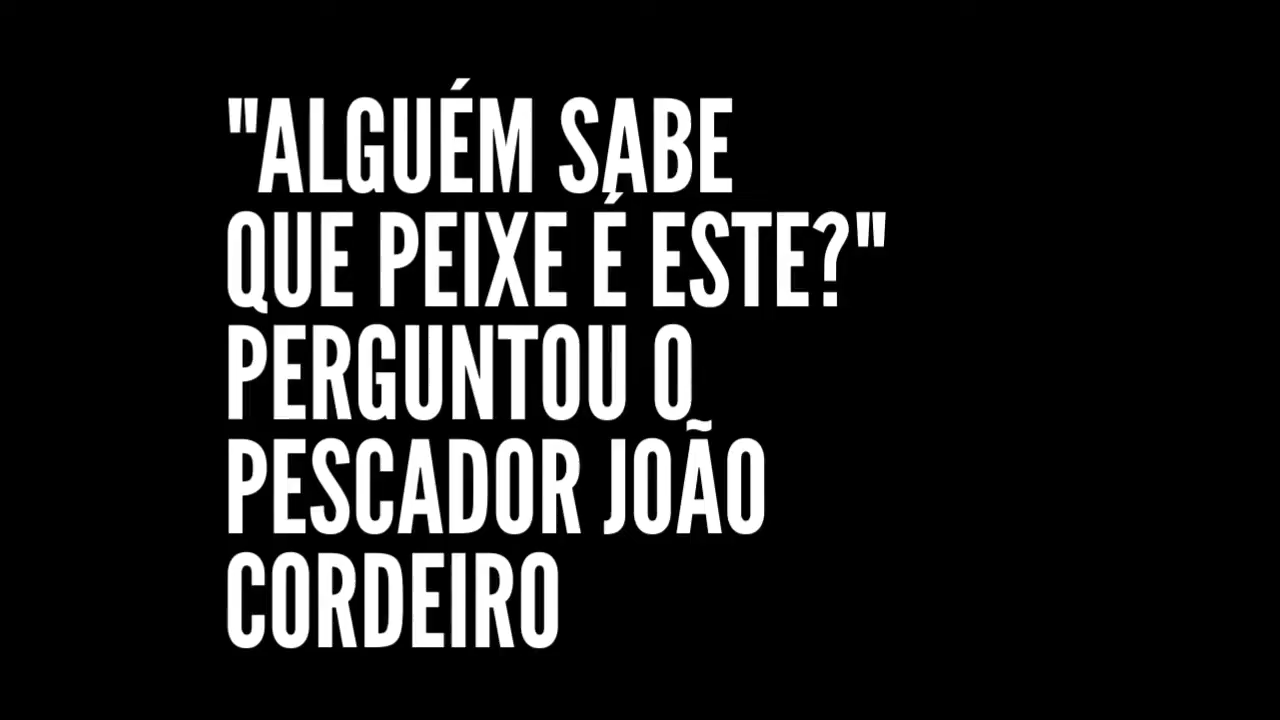 "ALGUÉM SABE
QUE PEIXE É ESTE?"
PERGUNTOU O
PESCADOR JOÃO
CORDEIRO